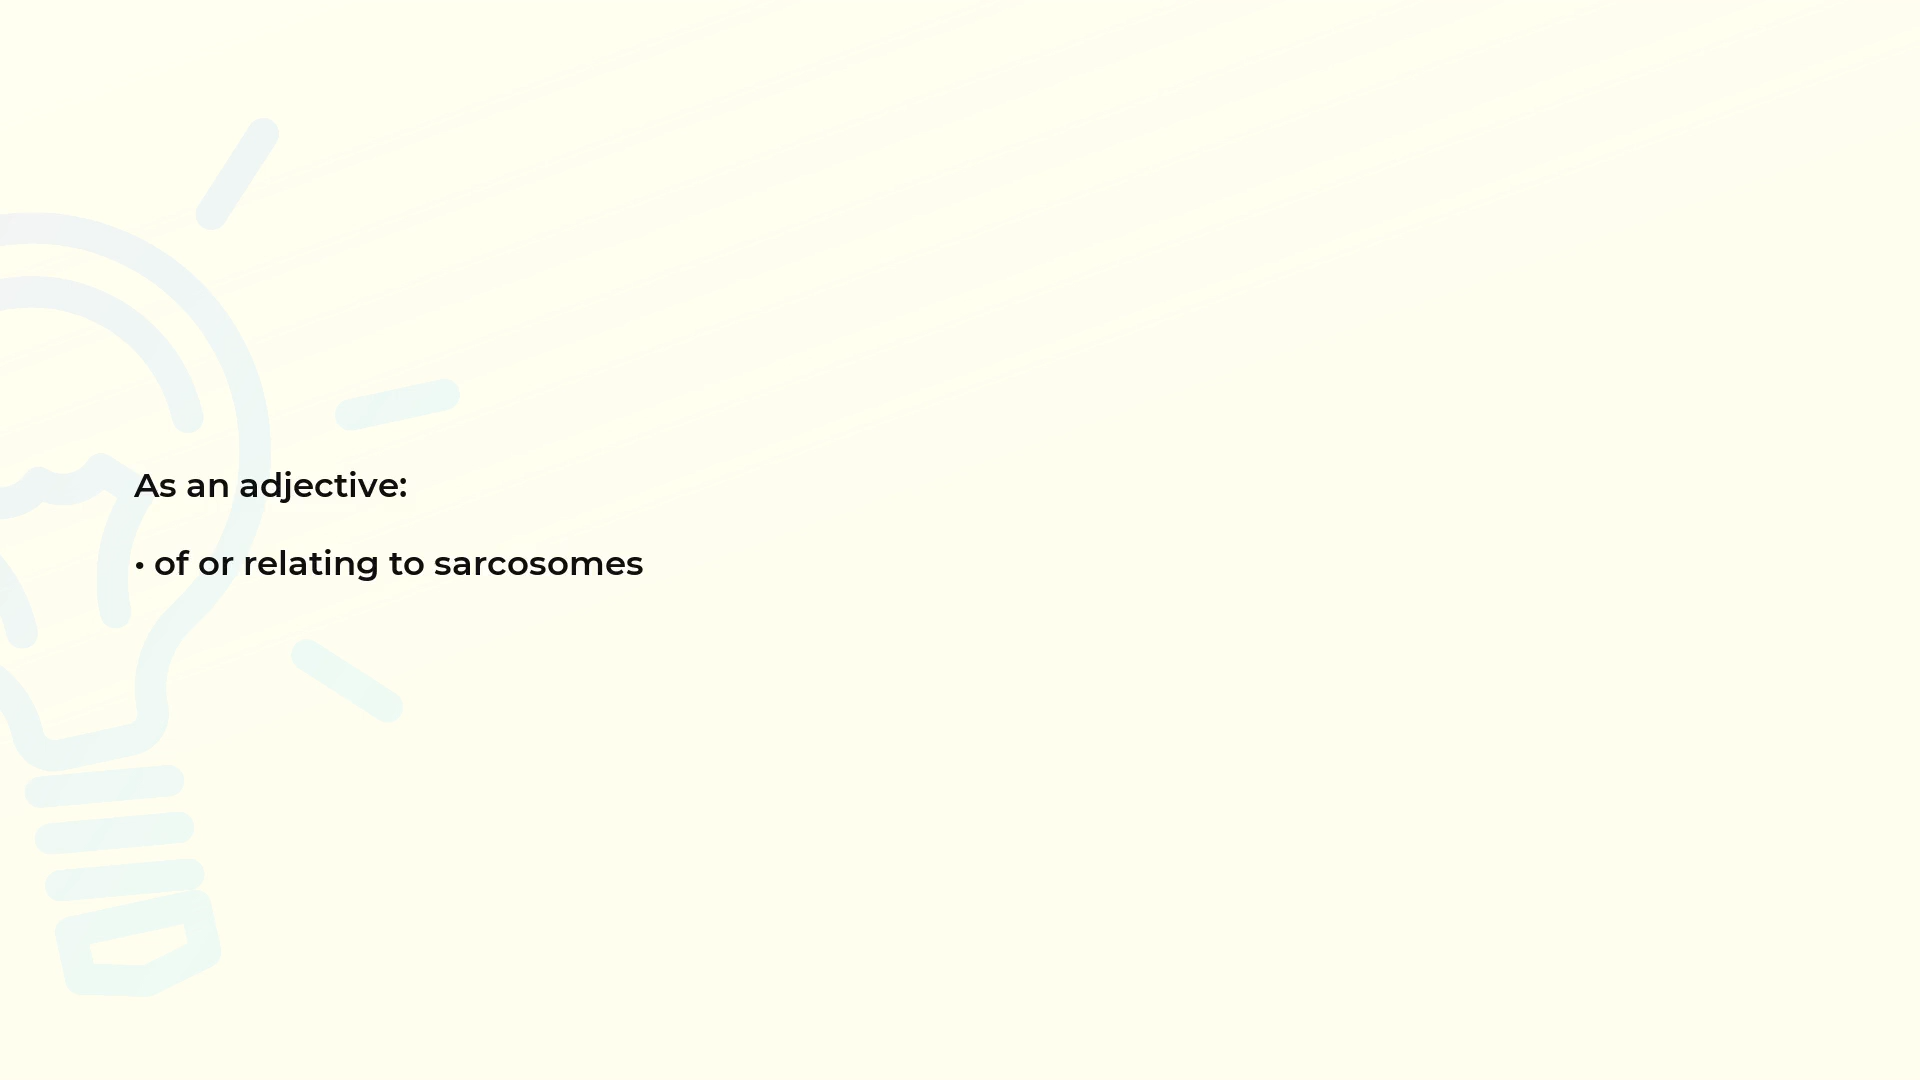 As an adjective:
• of or relating to sarcosomes